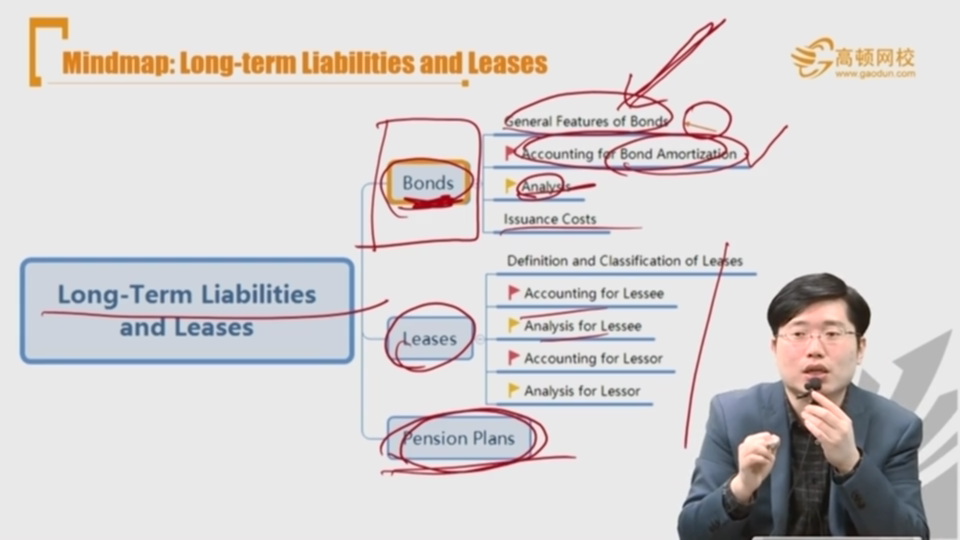 Mindmap: Long-term Liabilities and Leases
高顿网校
www.gaodun.com
General Features of Bonds
Accounting for Bond Amortization
Bonds
Analysis
Issuance Costs
Definition and Classification of Leases
Long-Term Liabilities
and Leases
Accounting for Lessee
Analysis for Lessee
Leases
Accounting for Lessor
Analysis for Lessor
Pension Plans